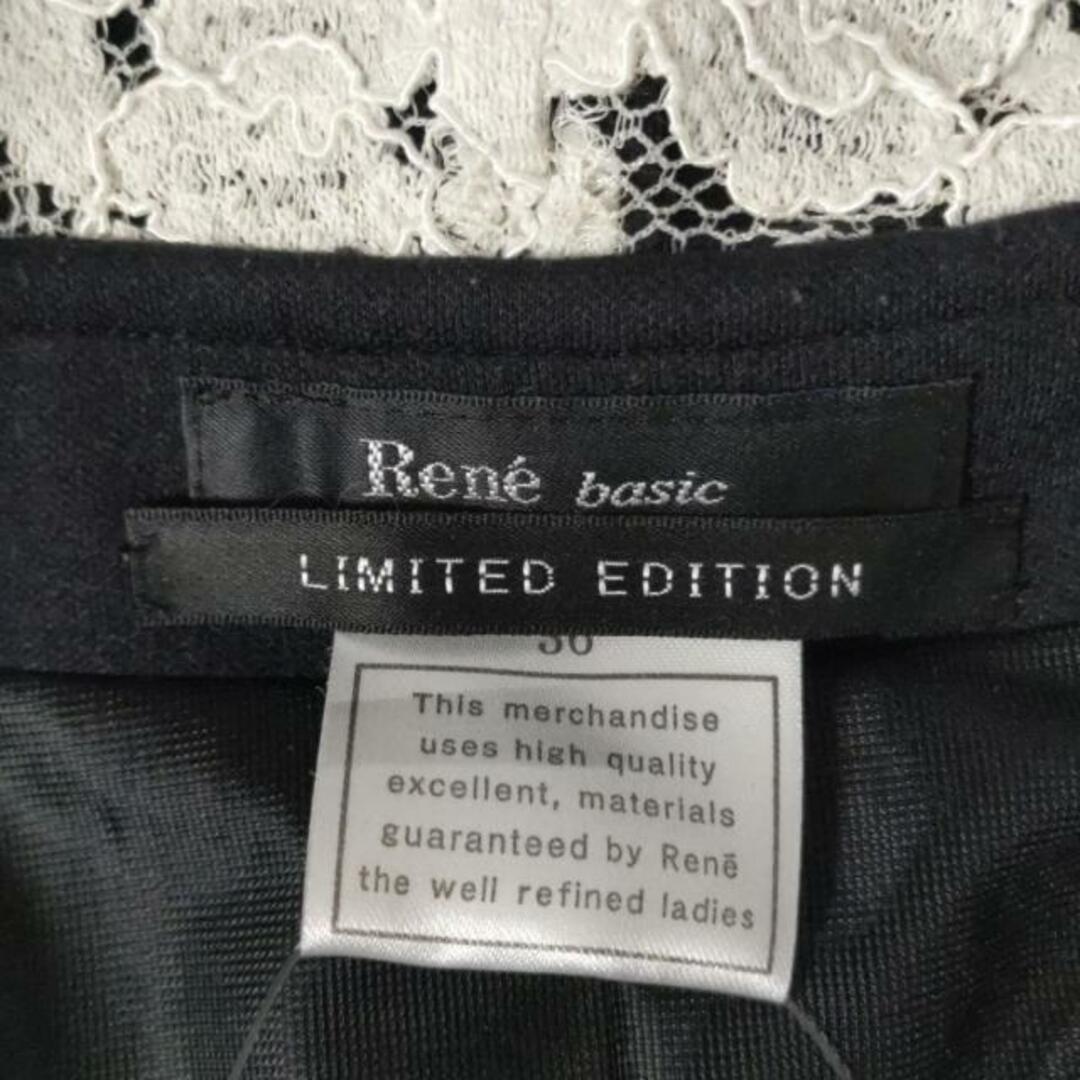 René basic
LIMITED EDITION
36
This merchandise
uses high quality
excellent, materials
guaranteed by Renē
the well refined ladies